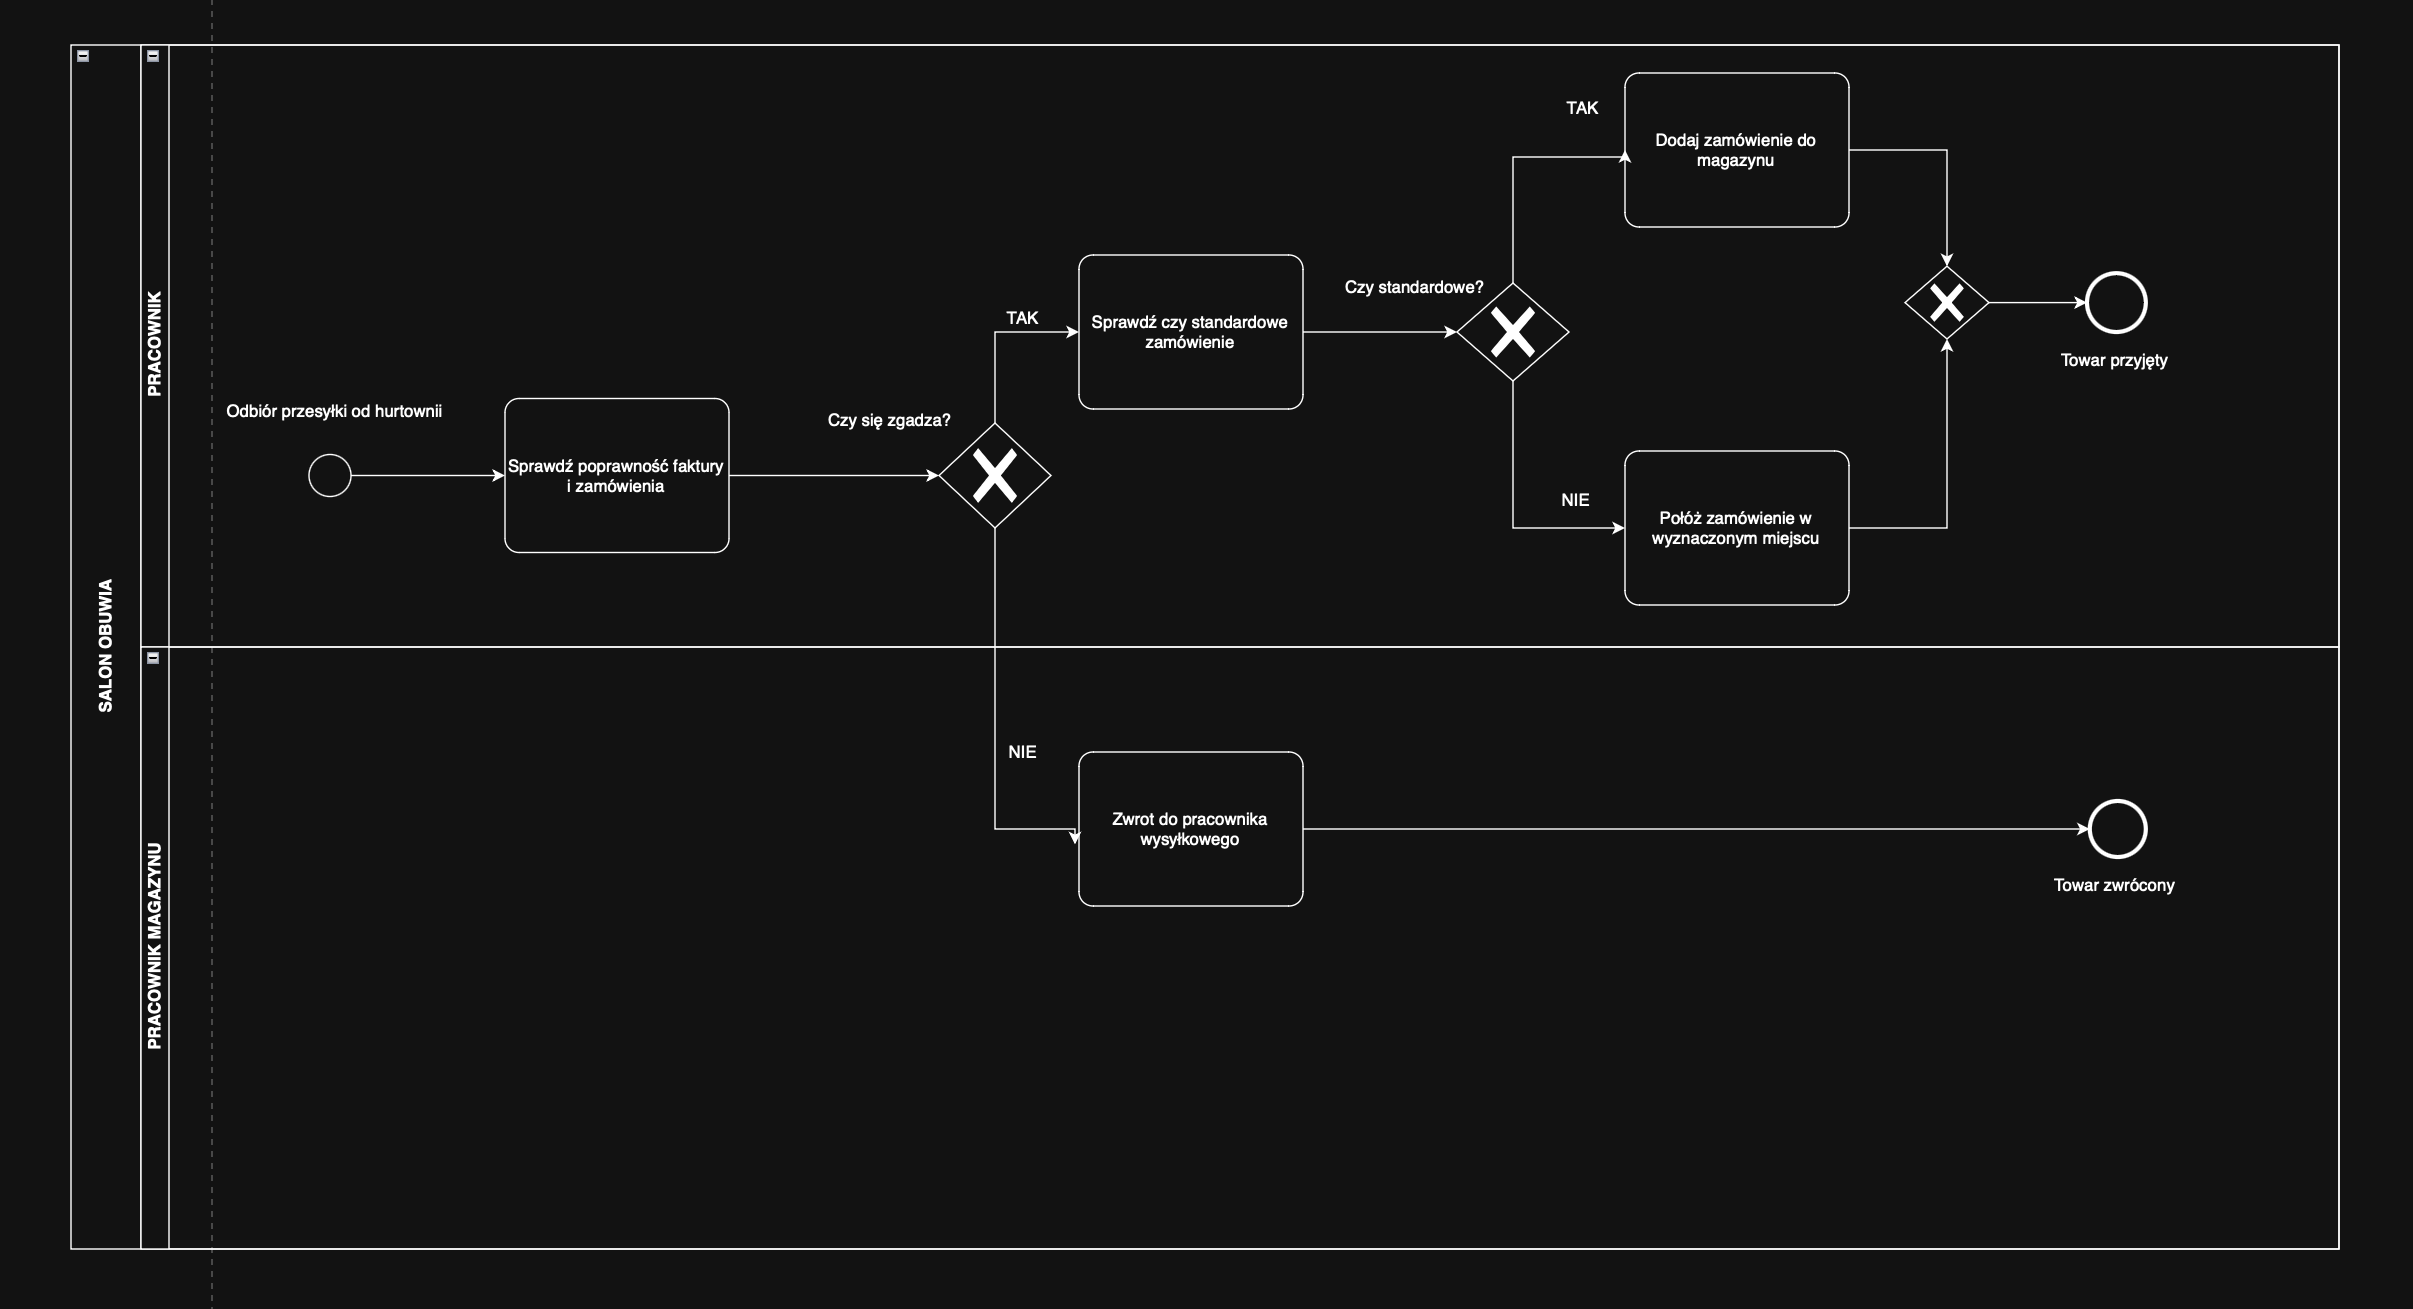 SALON OBUWIA
PRACOWNIK
Odbiór przesyłki od hurtownii
Sprawdź poprawność faktury
i zamówienia
Czy się zgadza?
TAK
Sprawdź czy standardowe
zamówienie
Czy standardowe?
TAK
Dodaj zamówienie do
magazynu
NIE
Połóż zamówienie w
wyznaczonym miejscu
Towar przyjęty
PRACOWNIK MAGAZYNU
NIE
Zwrot do pracownika
wysyłkowego
Towar zwrócony